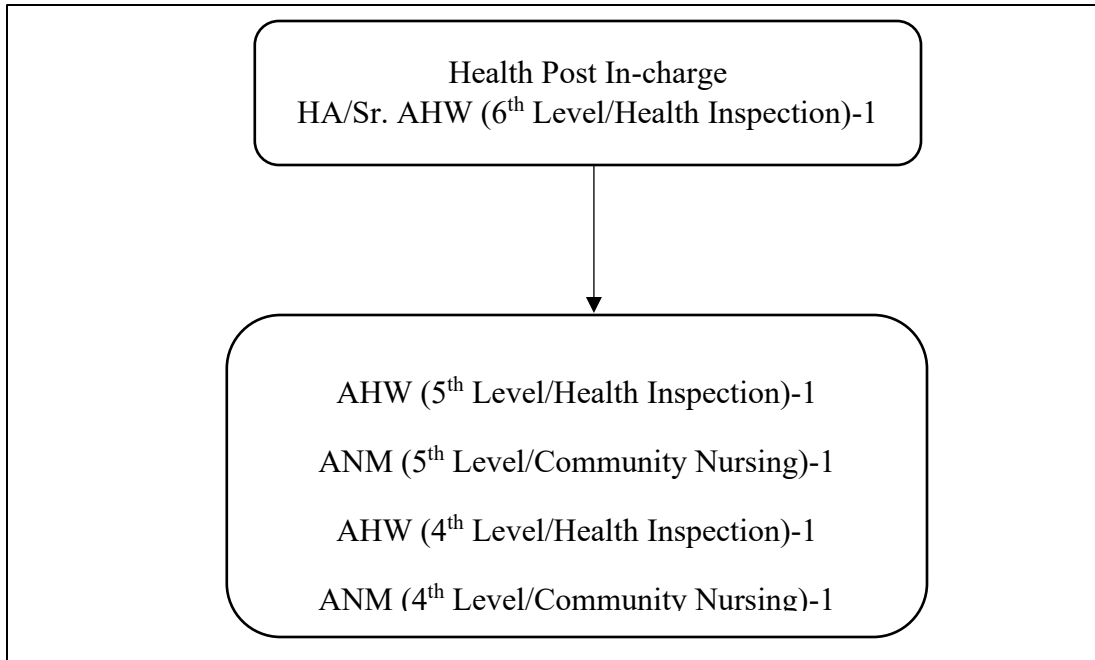 Health Post In-charge
HA/Sr. AHW (6th Level/Health Inspection)-1
AHW (5th Level/Health Inspection)-1
ANM (5th Level/Community Nursing)-1
AHW (4th Level/Health Inspection)-1
ANM (4th Level/Community Nursing)-1